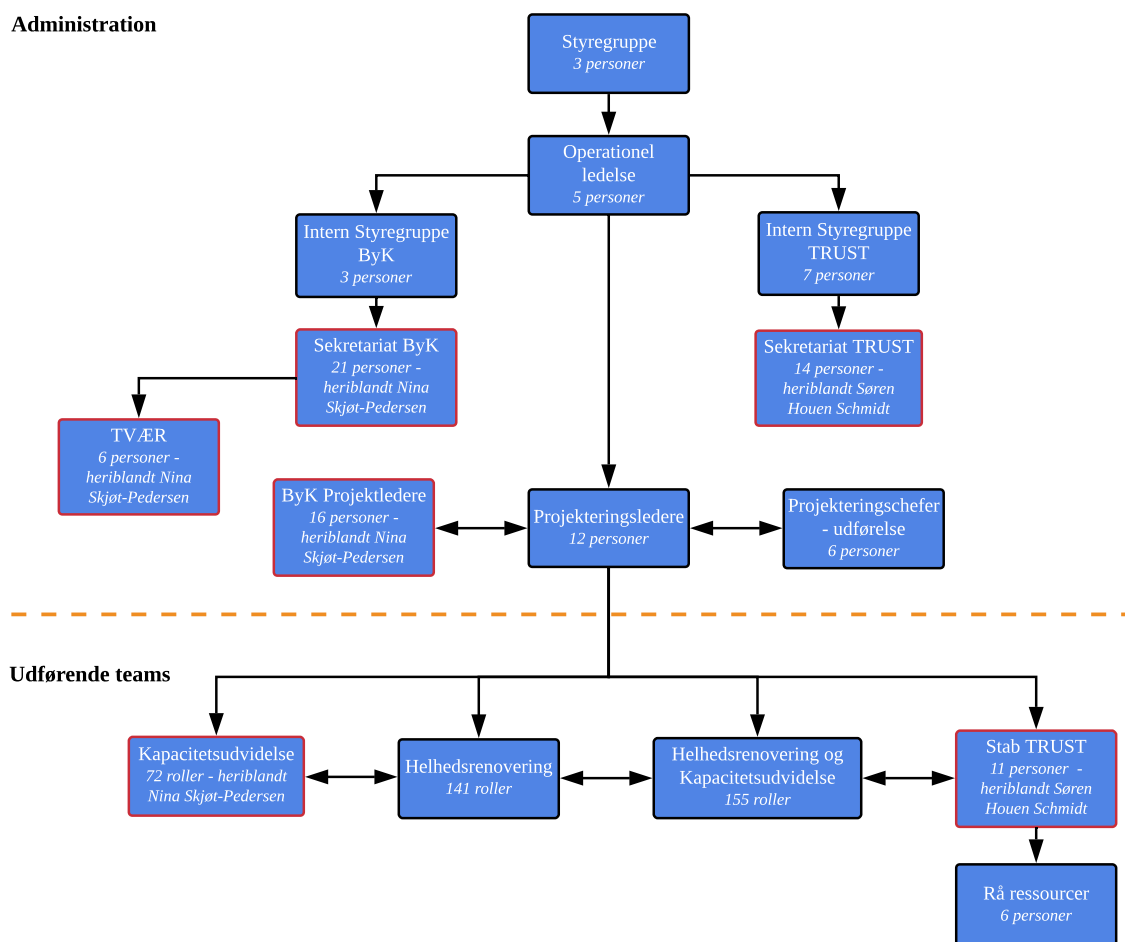 Administration
Styregruppe
3 personer
Operationel
ledelse
5 personer
Intern Styregruppe
ByK
3 personer
Intern Styregruppe
TRUST
7 personer
Sekretariat ByK
21 personer -
heriblandt Nina
Skjøt-Pedersen
Sekretariat TRUST
14 personer -
heriblandt Søren
Houen Schmidt
TVÆR
6 personer -
heriblandt Nina
Skjøt-Pedersen
ByK Projektledere
16 personer -
heriblandt Nina
Skjøt-Pedersen
Projekteringsledere
12 personer
Projekteringschefer
- udførelse
6 personer
Udførende teams
Kapacitetsudvidelse
72 roller - heriblandt
Nina Skjøt-Pedersen
Helhedsrenovering
141 roller
Helhedsrenovering og
Kapacitetsudvidelse
155 roller
Stab TRUST
11 personer -
heriblandt Søren
Houen Schmidt
Rå ressourcer
6 personer